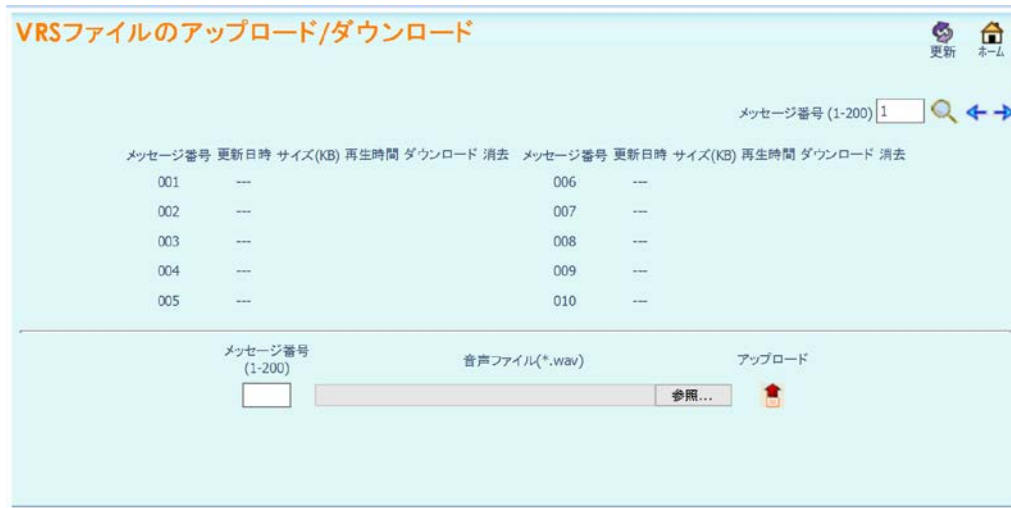 VRSファイルのアップロード/ダウンロード
更新 ホーム
メッセージ番号 (1-200) 1
メッセージ番号 更新日時 サイズ(KB) 再生時間 ダウンロード 消去 メッセージ番号 更新日時 サイズ(KB) 再生時間 ダウンロード 消去
001 --- 006 ---
002 --- 007 ---
003 --- 008 ---
004 --- 009 ---
005 --- 010 ---
メッセージ番号
(1-200)
音声ファイル(*.wav)
アップロード
参照...